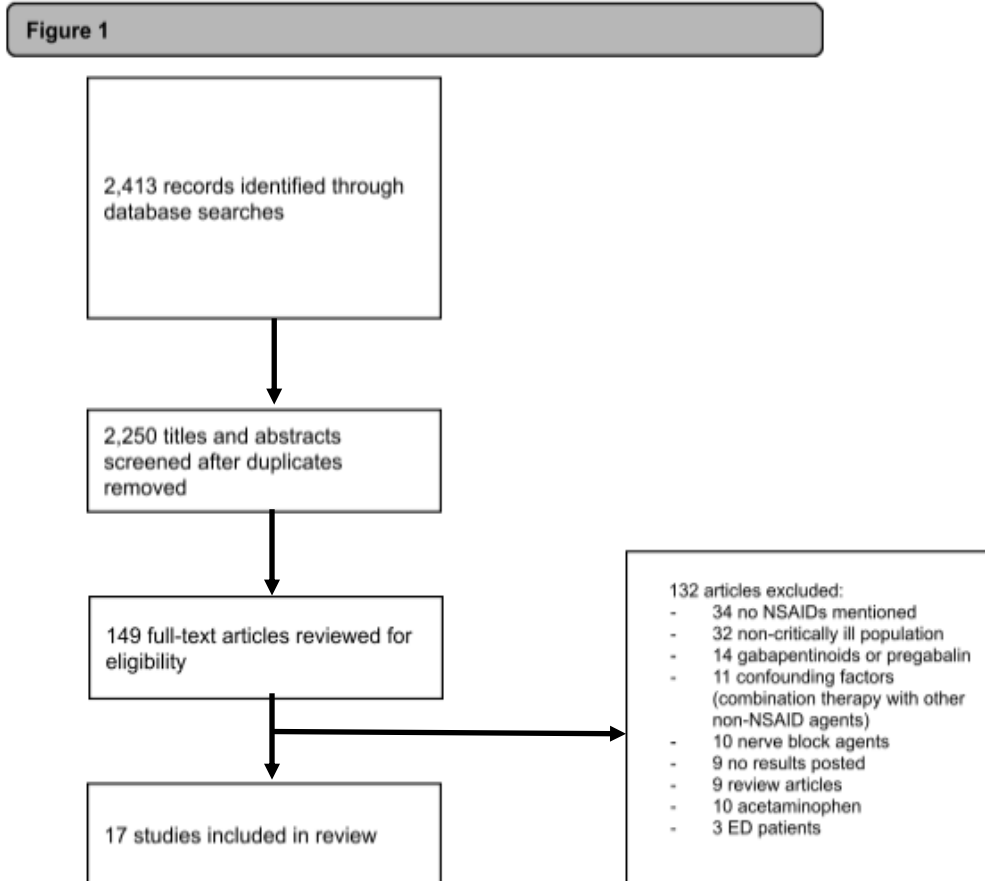 Figure 1
2,413 records identified through
database searches
2,250 titles and abstracts
screened after duplicates
removed
149 full-text articles reviewed for
eligibility
132 articles excluded:
- 34 no NSAIDs mentioned
- 32 non-critically ill population
- 14 gabapentinoids or pregabalin
- 11 confounding factors
(combination therapy with other
non-NSAID agents)
- 10 nerve block agents
- 9 no results posted
- 9 review articles
- 10 acetaminophen
- 3 ED patients
17 studies included in review